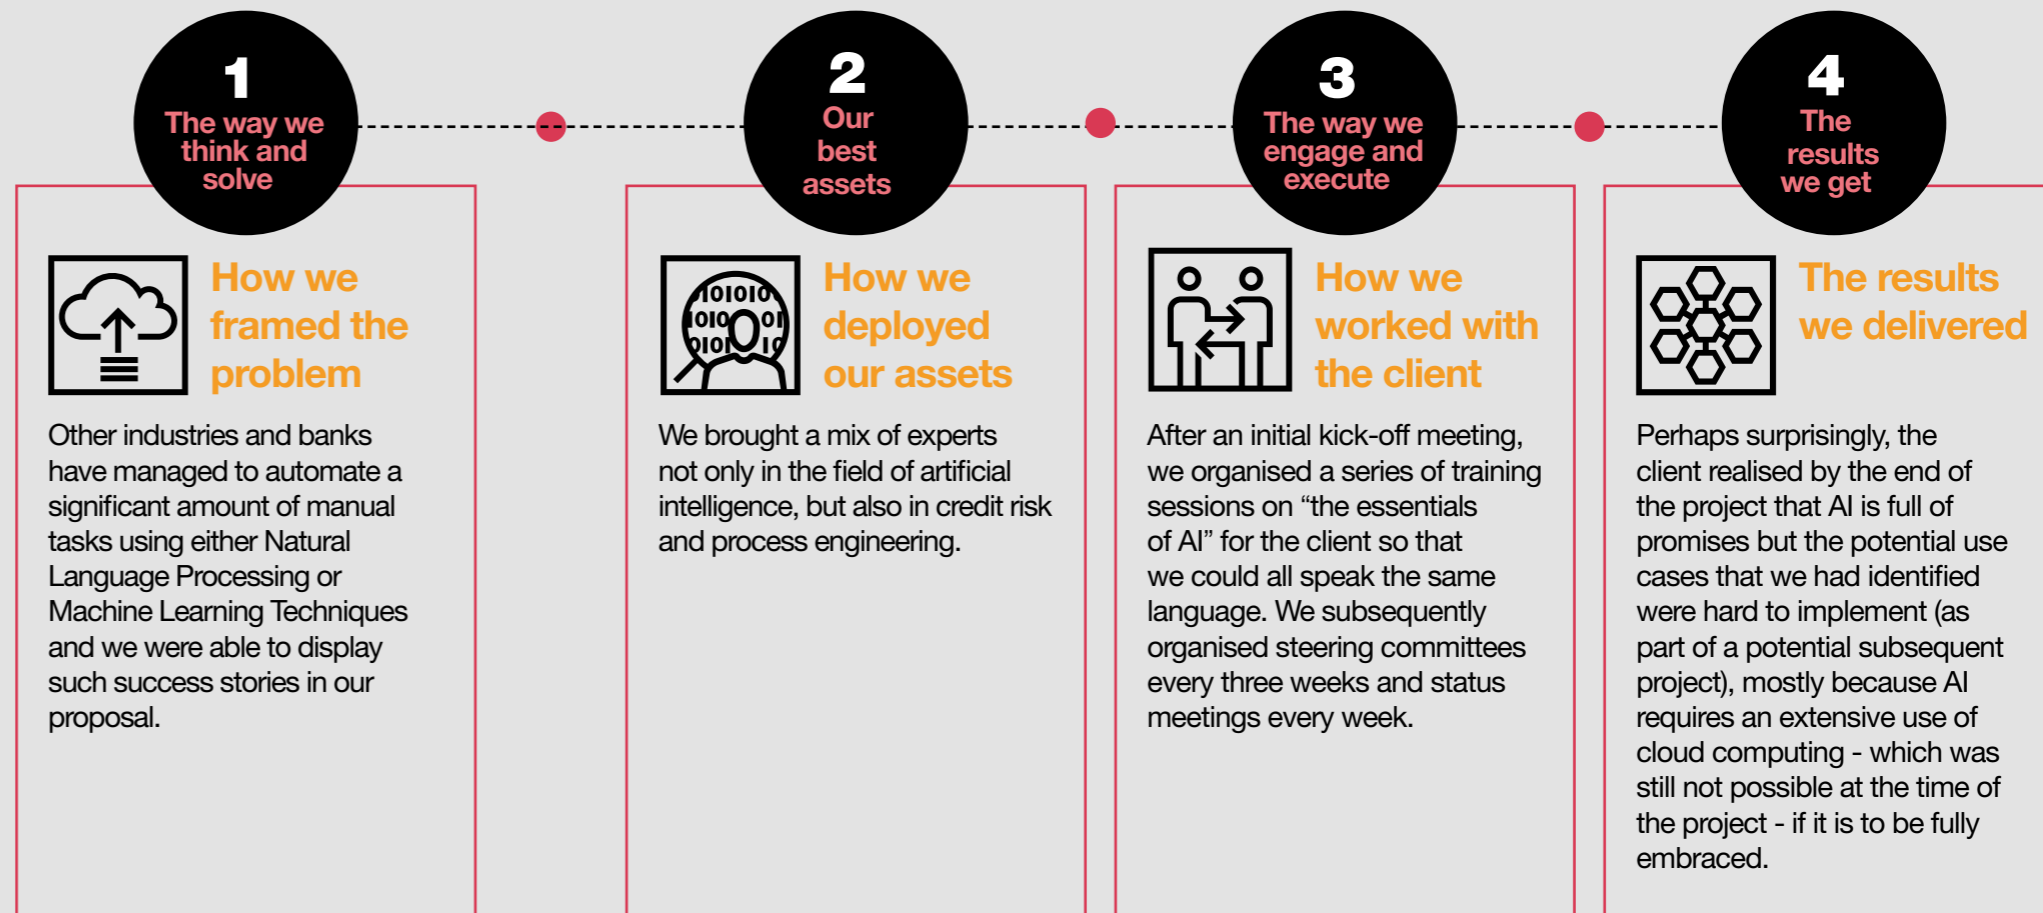 1
The way we
think and
solve
How we
framed the
problem
Other industries and banks
have managed to automate a
significant amount of manual
tasks using either Natural
Language Processing or
Machine Learning Techniques
and we were able to display
such success stories in our
proposal.
2
Our
best
assets
How we
deployed
our assets
We brought a mix of experts
not only in the field of artificial
intelligence, but also in credit risk
and process engineering.
3
The way we
engage and
execute
How we
worked with
the client
After an initial kick-off meeting,
we organised a series of training
sessions on “the essentials
of AI” for the client so that
we could all speak the same
language. We subsequently
organised steering committees
every three weeks and status
meetings every week.
4
The
results
we get
The results
we delivered
Perhaps surprisingly, the
client realised by the end of
the project that AI is full of
promises but the potential use
cases that we had identified
were hard to implement (as
part of a potential subsequent
project), mostly because AI
requires an extensive use of
cloud computing - which was
still not possible at the time of
the project - if it is to be fully
embraced.